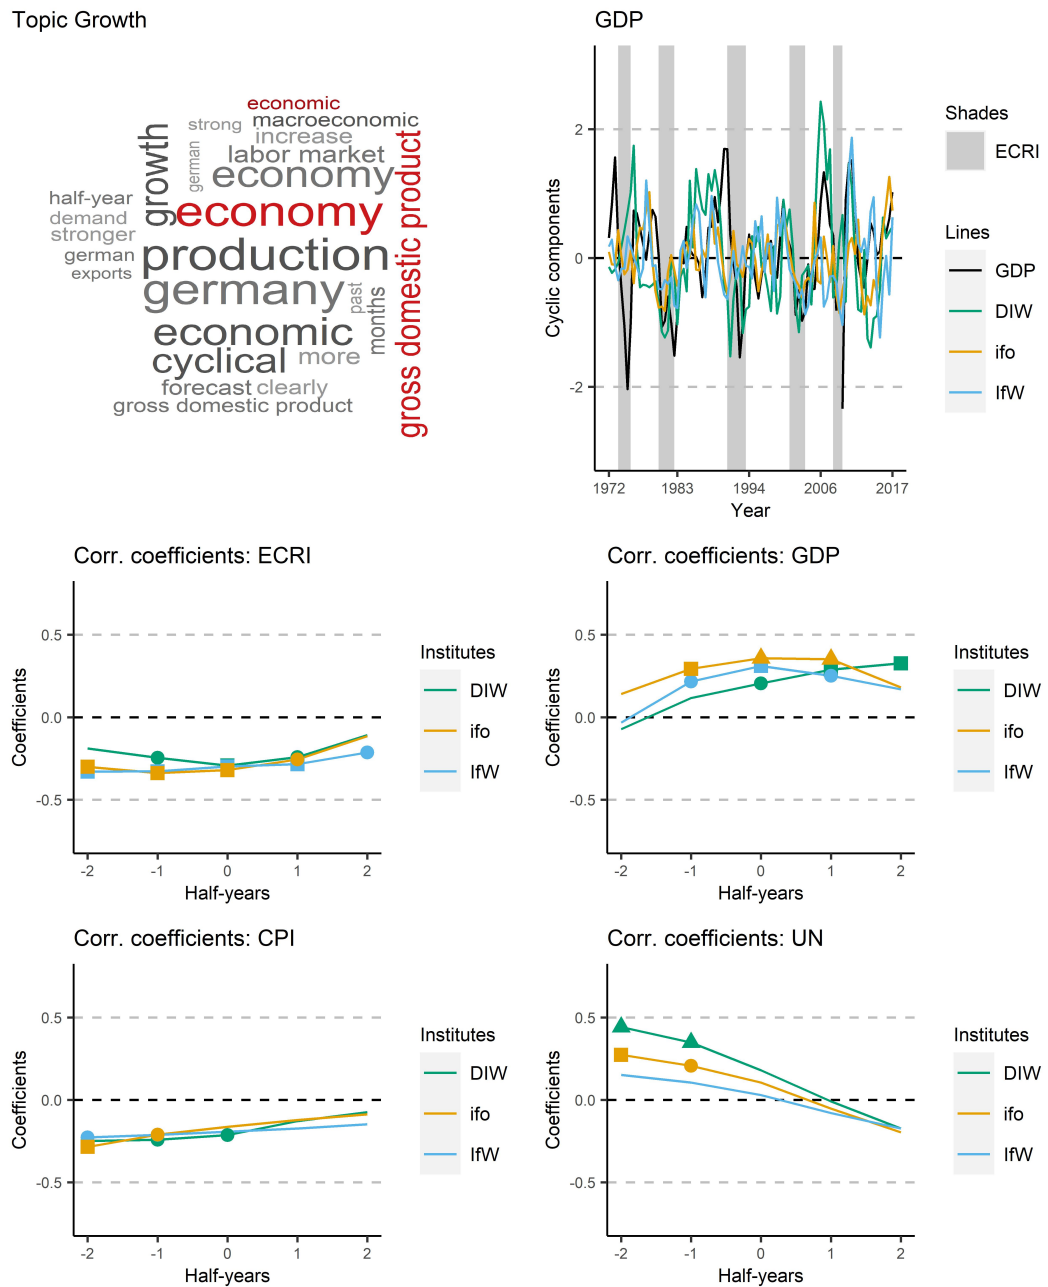 Topic Growth
economic
macroeconomic
strong
increase
labor market
german
growth
economy
half-year
economy
demand
stronger
german
exports
production
germany
past
months
gross domestic product
economic
cyclical
more
forecast
clearly
gross domestic product
GDP
Cyclic components
2
0
-2
1972
1983
1994
2006
2017
Year
Shades
ECRI
Lines
GDP
DIW
ifo
IfW
Corr. coefficients: ECRI
Coefficients
0.5
0.0
-0.5
-2
-1
0
1
2
Half-years
Institutes
DIW
ifo
IfW
Corr. coefficients: GDP
Coefficients
0.5
0.0
-0.5
-2
-1
0
1
2
Half-years
Institutes
DIW
ifo
IfW
Corr. coefficients: CPI
Coefficients
0.5
0.0
-0.5
-2
-1
0
1
2
Half-years
Institutes
DIW
ifo
IfW
Corr. coefficients: UN
Coefficients
0.5
0.0
-0.5
-2
-1
0
1
2
Half-years
Institutes
DIW
ifo
IfW